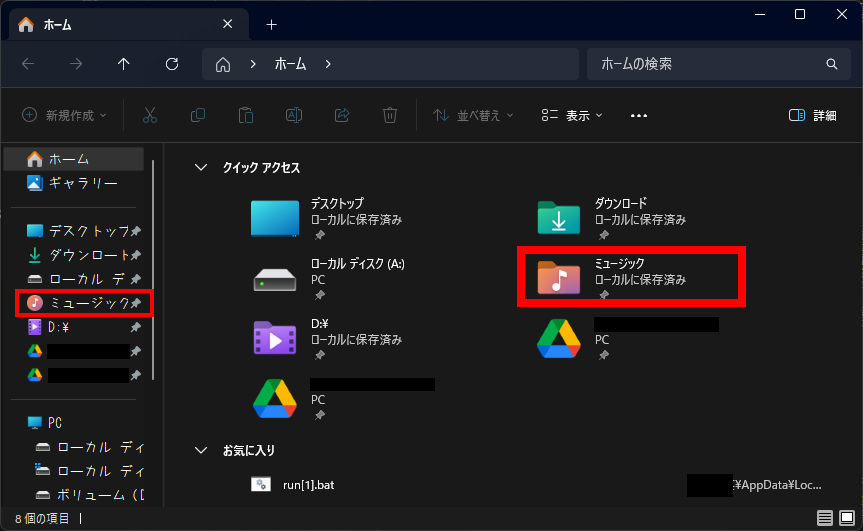 ホーム
ホーム
ホームの検索
新規作成
並べ替え
表示
詳細
ホーム
ギャラリー
デスクトップ
ダウンロート
ローカル デ
ミュージック
D:¥
PC
ローカル ディ
ローカル ディ
ボリューム (D
クイック アクセス
デスクトップ
ローカルに保存済み
ダウンロード
ローカルに保存済み
ローカル ディスク (A:)
PC
ミュージック
ローカルに保存済み
D:¥
ローカルに保存済み
PC
PC
お気に入り
run[1].bat
¥AppData¥Loc...
8 個の項目